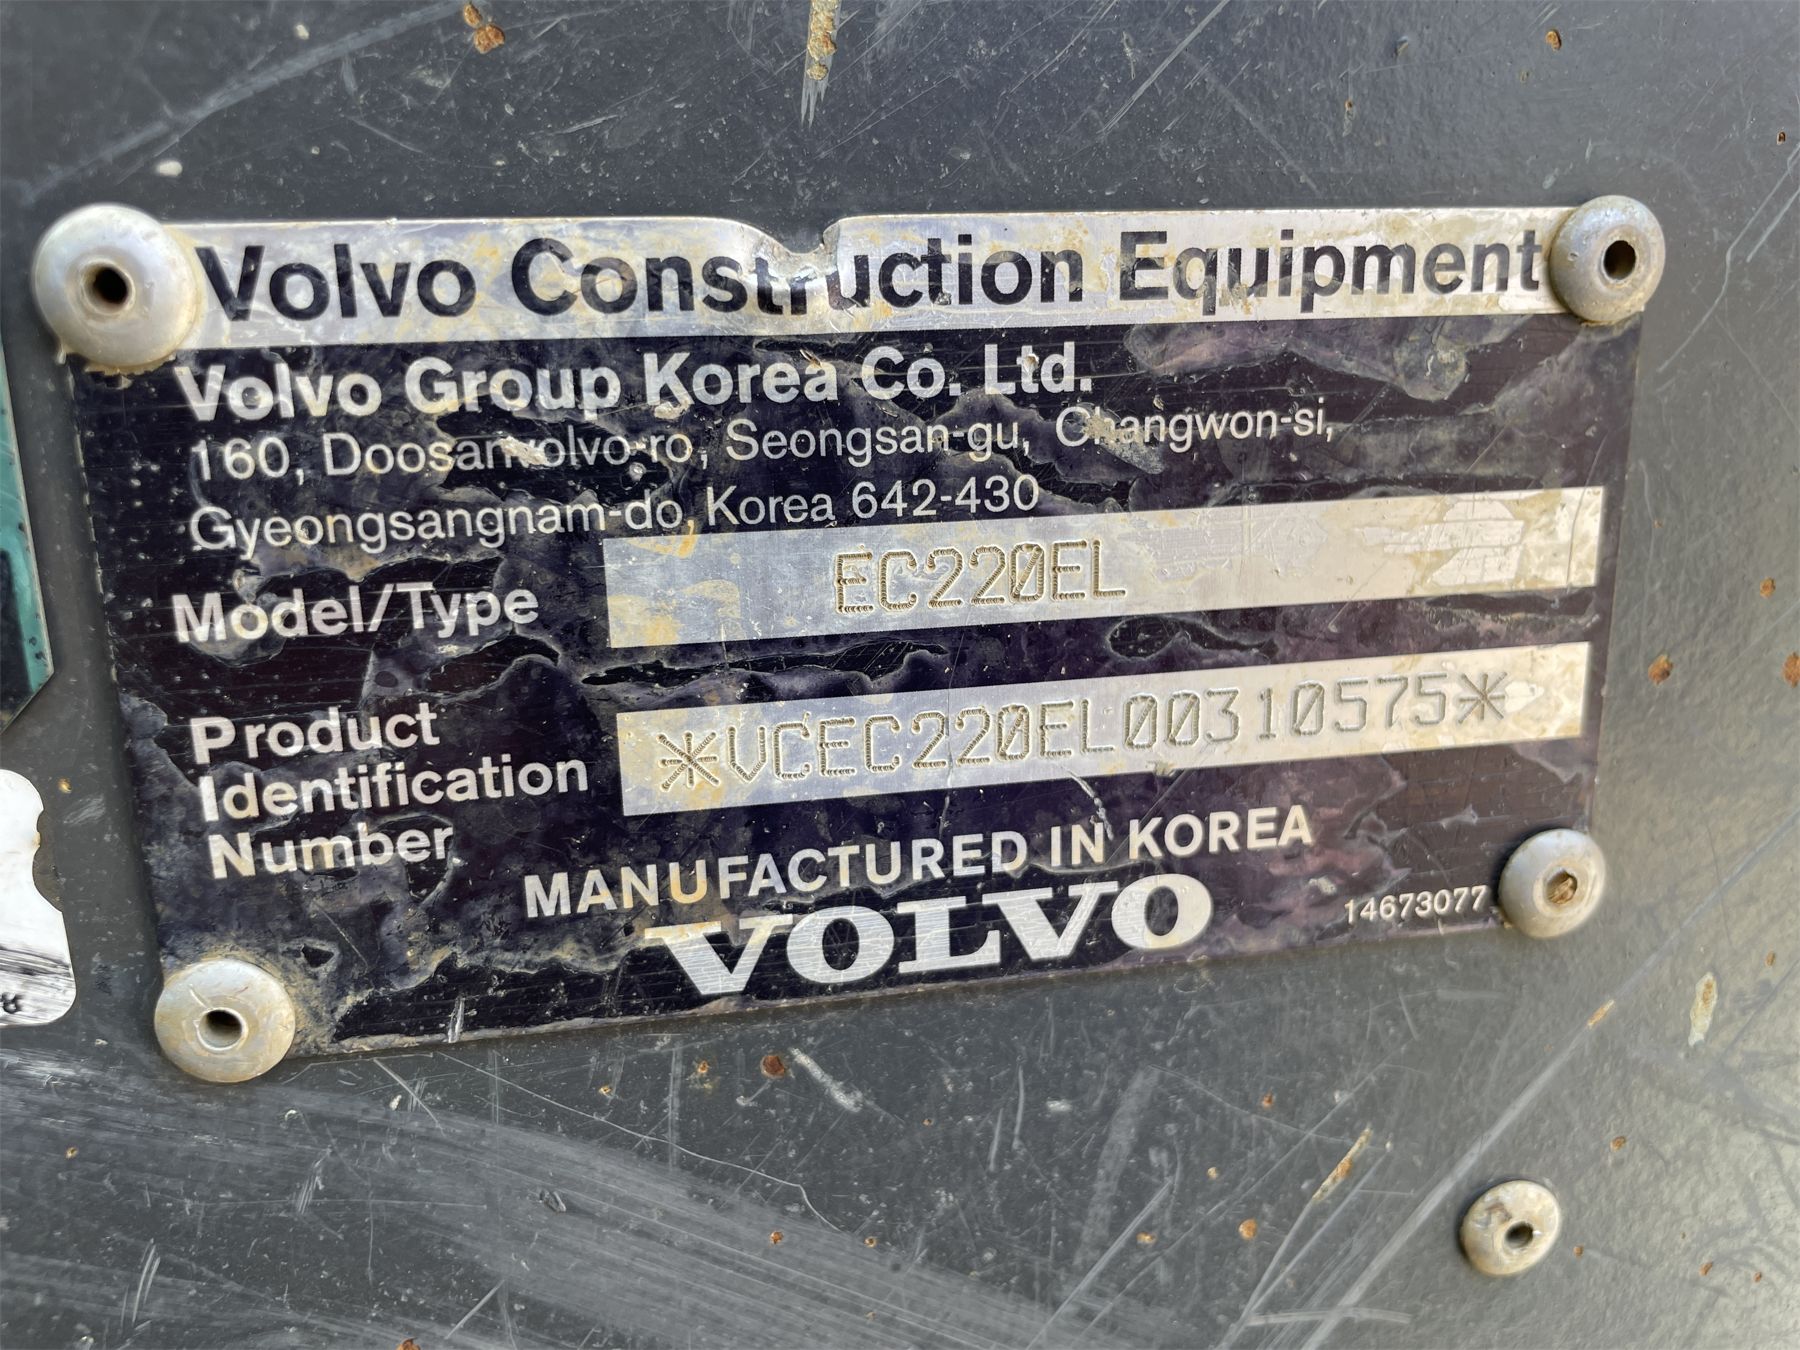 Volvo Construction Equipment
Volvo Group Korea Co. Ltd.
160, Doosanvolvo-ro, Seongsan-gu, Changwon-si,
Gyeongsangnam-do, Korea 642-430
Model/Type EC220EL
Product
Identification
Number
*VCEC220EL00310575*
MANUFACTURED IN KOREA
VOLVO
14673077